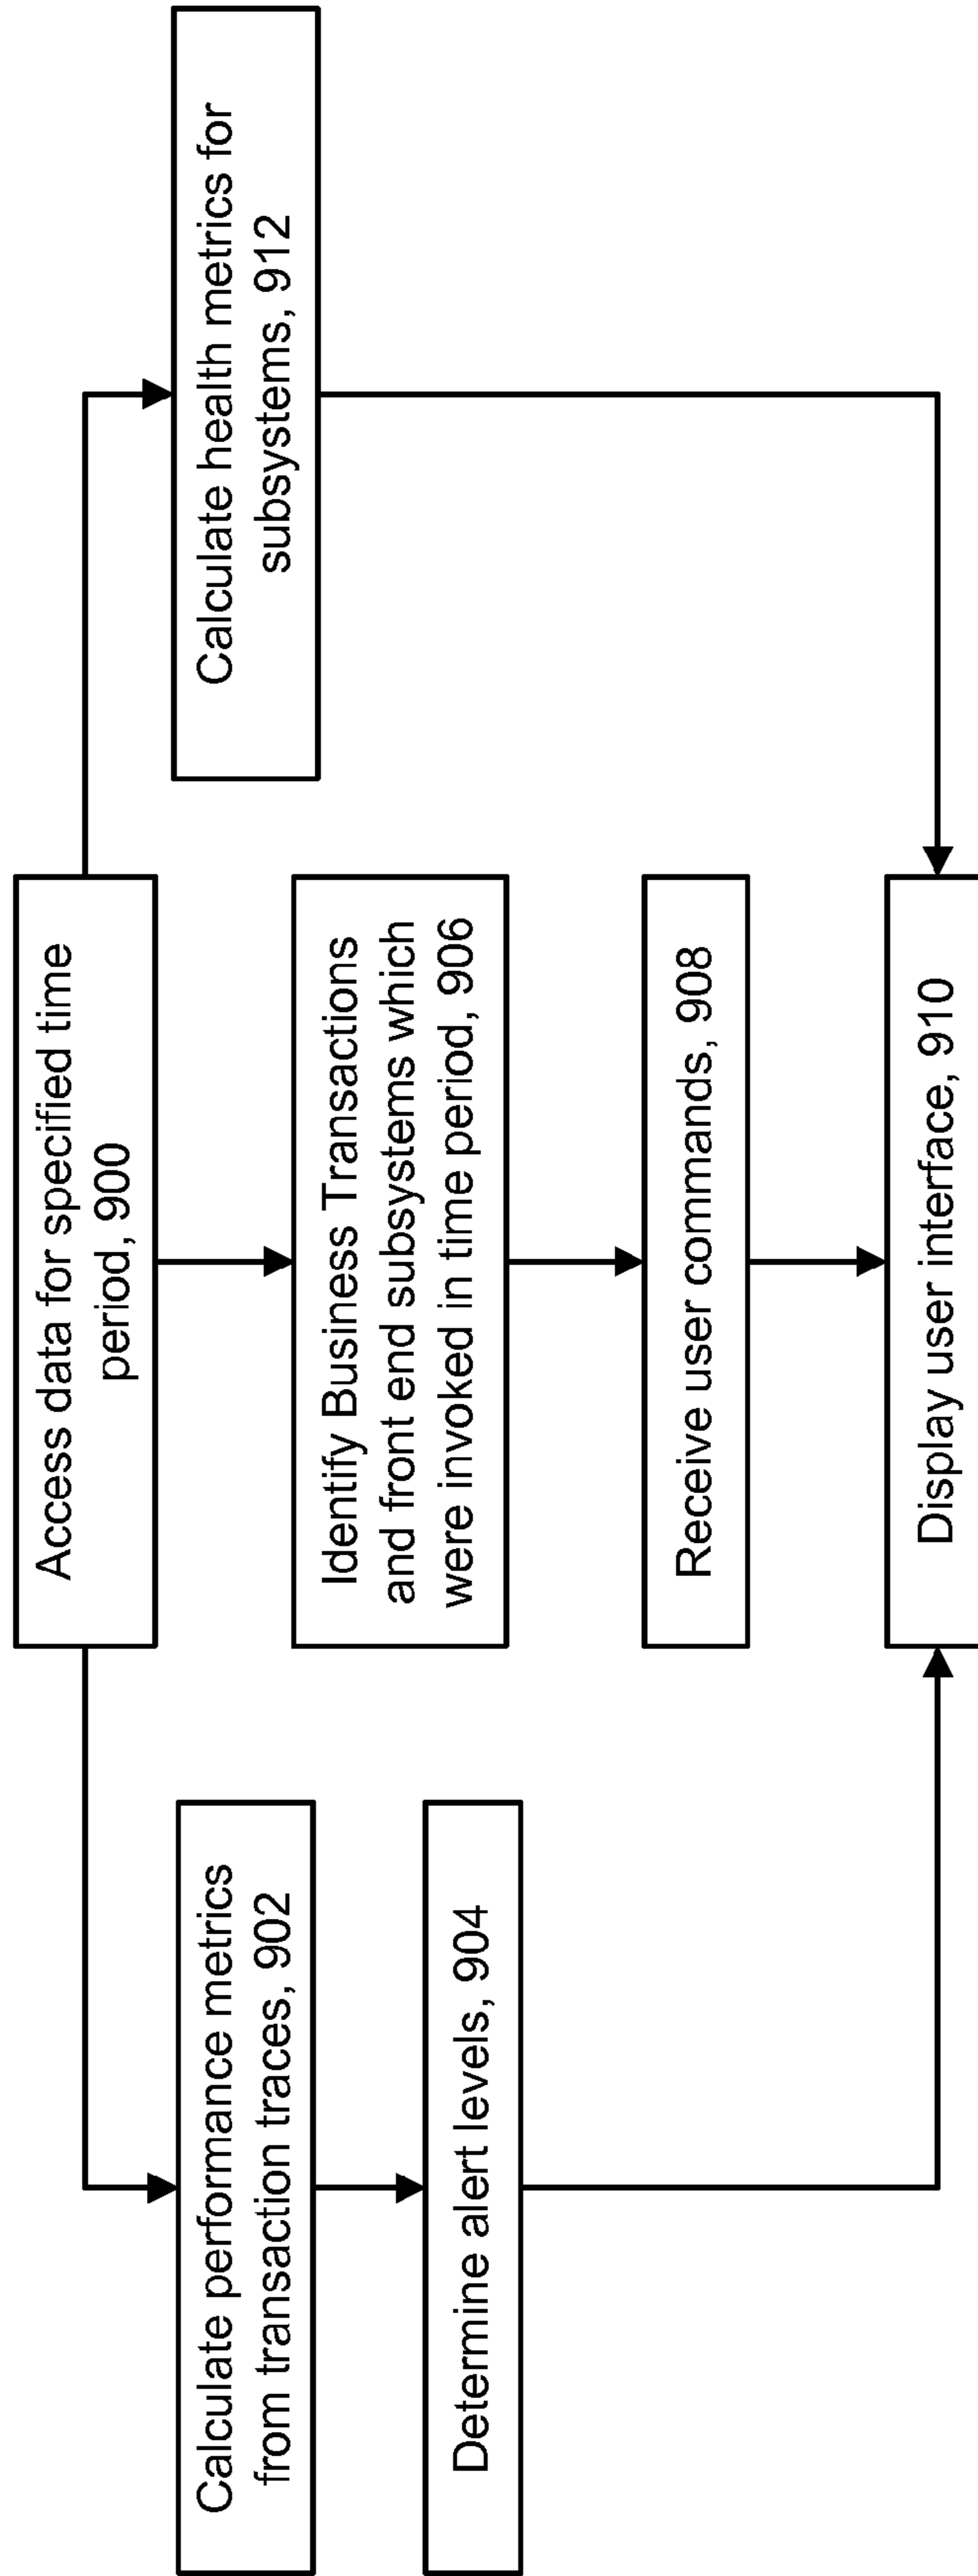 Access data for specified time
period, 900
Calculate performance metrics
from transaction traces, 902
Determine alert levels, 904
Identify Business Transactions
and front end subsystems which
were invoked in time period, 906
Receive user commands, 908
Calculate health metrics for
subsystems, 912
Display user interface, 910